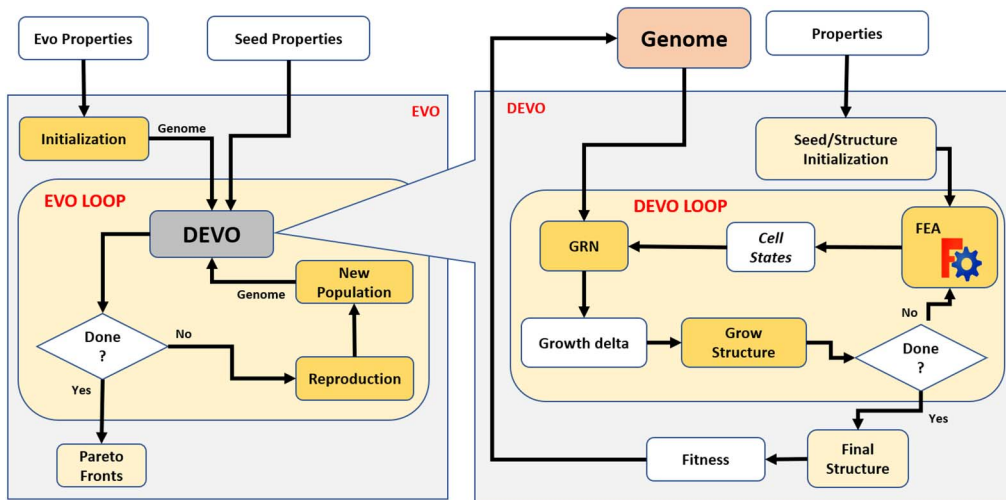 Evo Properties
Seed Properties
EVO
Initialization
Genome
EVO LOOP
DEVO
New
Population
Genome
Done
?
No
Reproduction
Yes
Pareto
Fronts
Genome
Properties
DEVO
Seed/Structure
Initialization
DEVO LOOP
GRN
Cell
States
FEA
F
No
Growth delta
Grow
Structure
Done
?
Yes
Fitness
Final
Structure